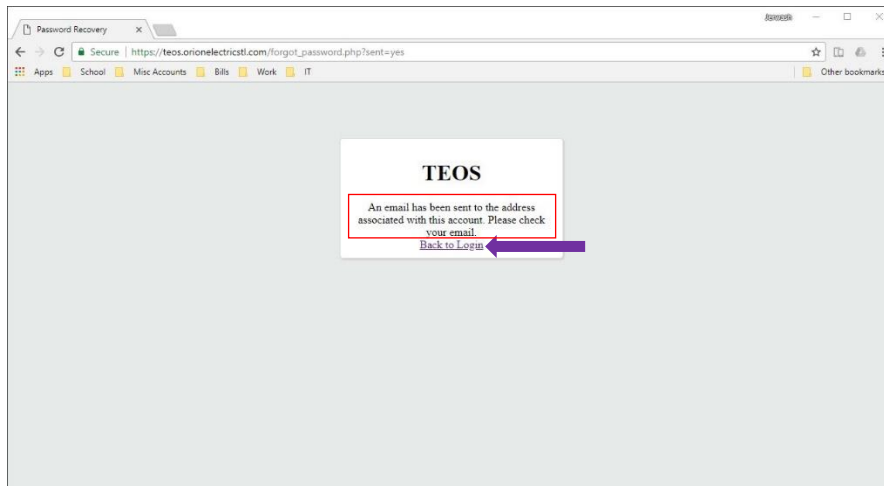 Password Recovery
Secure | https://teos.orionelectricstl.com/forgot_password.php?sent=yes
Apps School Misc Accounts Bills Work IT Other bookmarks
TEOS
An email has been sent to the address
associated with this account. Please check
your email.
Back to Login